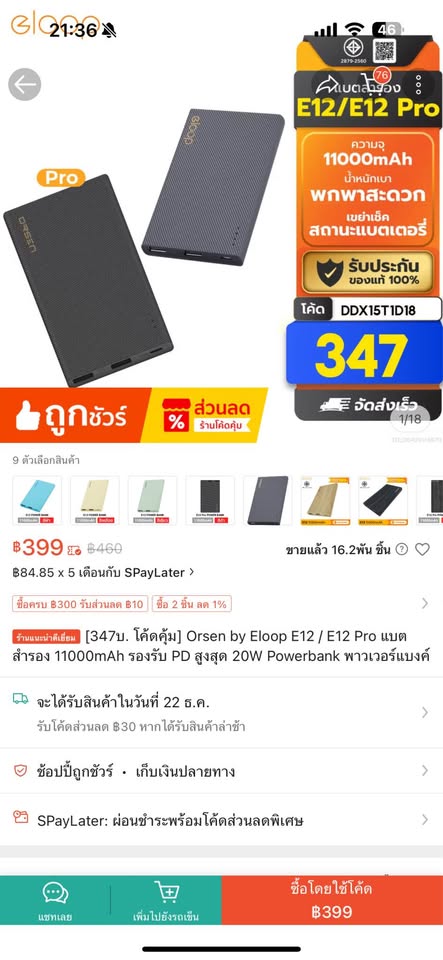 eloop
21:36
46
2879-2560
76
แบตสำรอง
E12/E12 Pro
ความจุ
11000mAh
น้ำหนักเบา
พกพาสะดวก
เขย่าเช็ค
สถานะแบตเตอรี่
Pro
eloop
ORSEN
รับประกัน
ของแท้ 100%
โค้ด DDX15T1D18
347
ถูกชัวร์
ส่วนลด
ร้านโค้ดคุ้ม
จัดส่งเร็ว
1/18
9 ตัวเลือกสินค้า
฿399 ฿460
ขายแล้ว 16.2พัน ชิ้น
฿84.85 x 5 เดือนกับ SPayLater
ซื้อครบ ฿300 รับส่วนลด ฿10
ซื้อ 2 ชิ้น ลด 1%
ร้านแนะนำดีเยี่ยม [347บ. โค้ดคุ้ม] Orsen by Eloop E12 / E12 Pro แบต
สำรอง 11000mAh รองรับ PD สูงสุด 20W Powerbank พาวเวอร์แบงค์
จะได้รับสินค้าในวันที่ 22 ธ.ค.
รับโค้ดส่วนลด ฿30 หากได้รับสินค้าล่าช้า
ช้อปปี้ถูกชัวร์ • เก็บเงินปลายทาง
SPayLater: ผ่อนชำระพร้อมโค้ดส่วนลดพิเศษ
แชทเลย
เพิ่มไปยังรถเข็น
ซื้อโดยใช้โค้ด
฿399